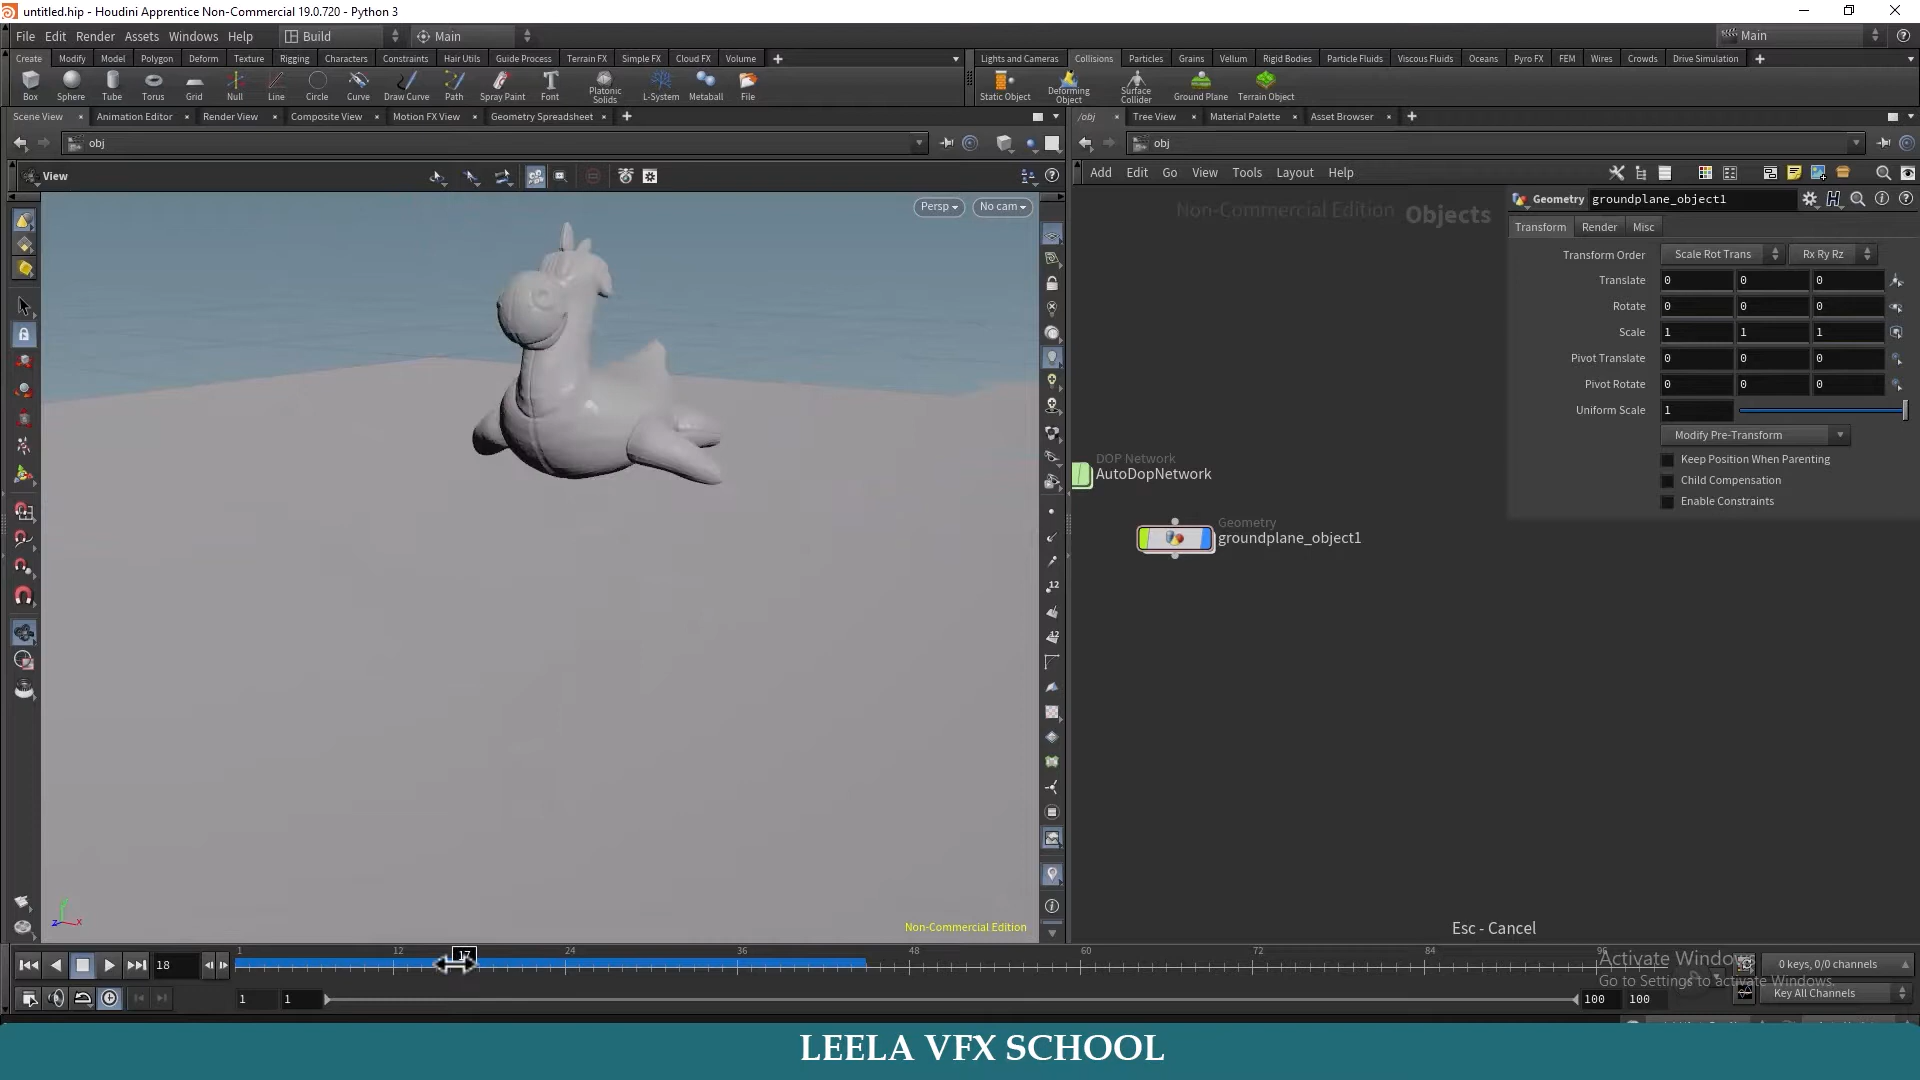 untitled.hip - Houdini Apprentice Non-Commercial 19.0.720 - Python 3
File Edit Render Assets Windows Help Build Main Main
Create Modify Model Polygon Deform Texture Rigging Characters Constraints Hair Utils Guide Process Terrain FX Simple FX Cloud FX Volume
Lights and Cameras Collisions Particles Grains Vellum Rigid Bodies Particle Fluids Viscous Fluids Oceans Pyro FX FEM Wires Crowds Drive Simulation
Box Sphere Tube Torus Grid Null Line Circle Curve Draw Curve Path Spray Paint Font Platonic Solids L-System Metaball File
Static Object Deforming Object Surface Collider Ground Plane Terrain Object
Scene View Animation Editor Render View Composite View Motion FX View Geometry Spreadsheet
/obj Tree View Material Palette Asset Browser
obj
obj
View
Add Edit Go View Tools Layout Help
Persp No cam
Non-Commercial Edition Objects
Geometry groundplane_object1
Transform Render Misc
Transform Order Scale Rot Trans Rx Ry Rz
Translate 0 0 0
Rotate 0 0 0
Scale 1 1 1
Pivot Translate 0 0 0
Pivot Rotate 0 0 0
Uniform Scale 1
Modify Pre-Transform
Keep Position When Parenting
Child Compensation
Enable Constraints
DOP Network
AutoDopNetwork
Geometry
groundplane_object1
12
12
Non-Commercial Edition
Esc - Cancel
18 1 12 17 24 36 48 60 72 84 96
0 keys, 0/0 channels
1 1 100 100
Key All Channels
Activate Windows
Go to Settings to activate Windows.
LEELA VFX SCHOOL